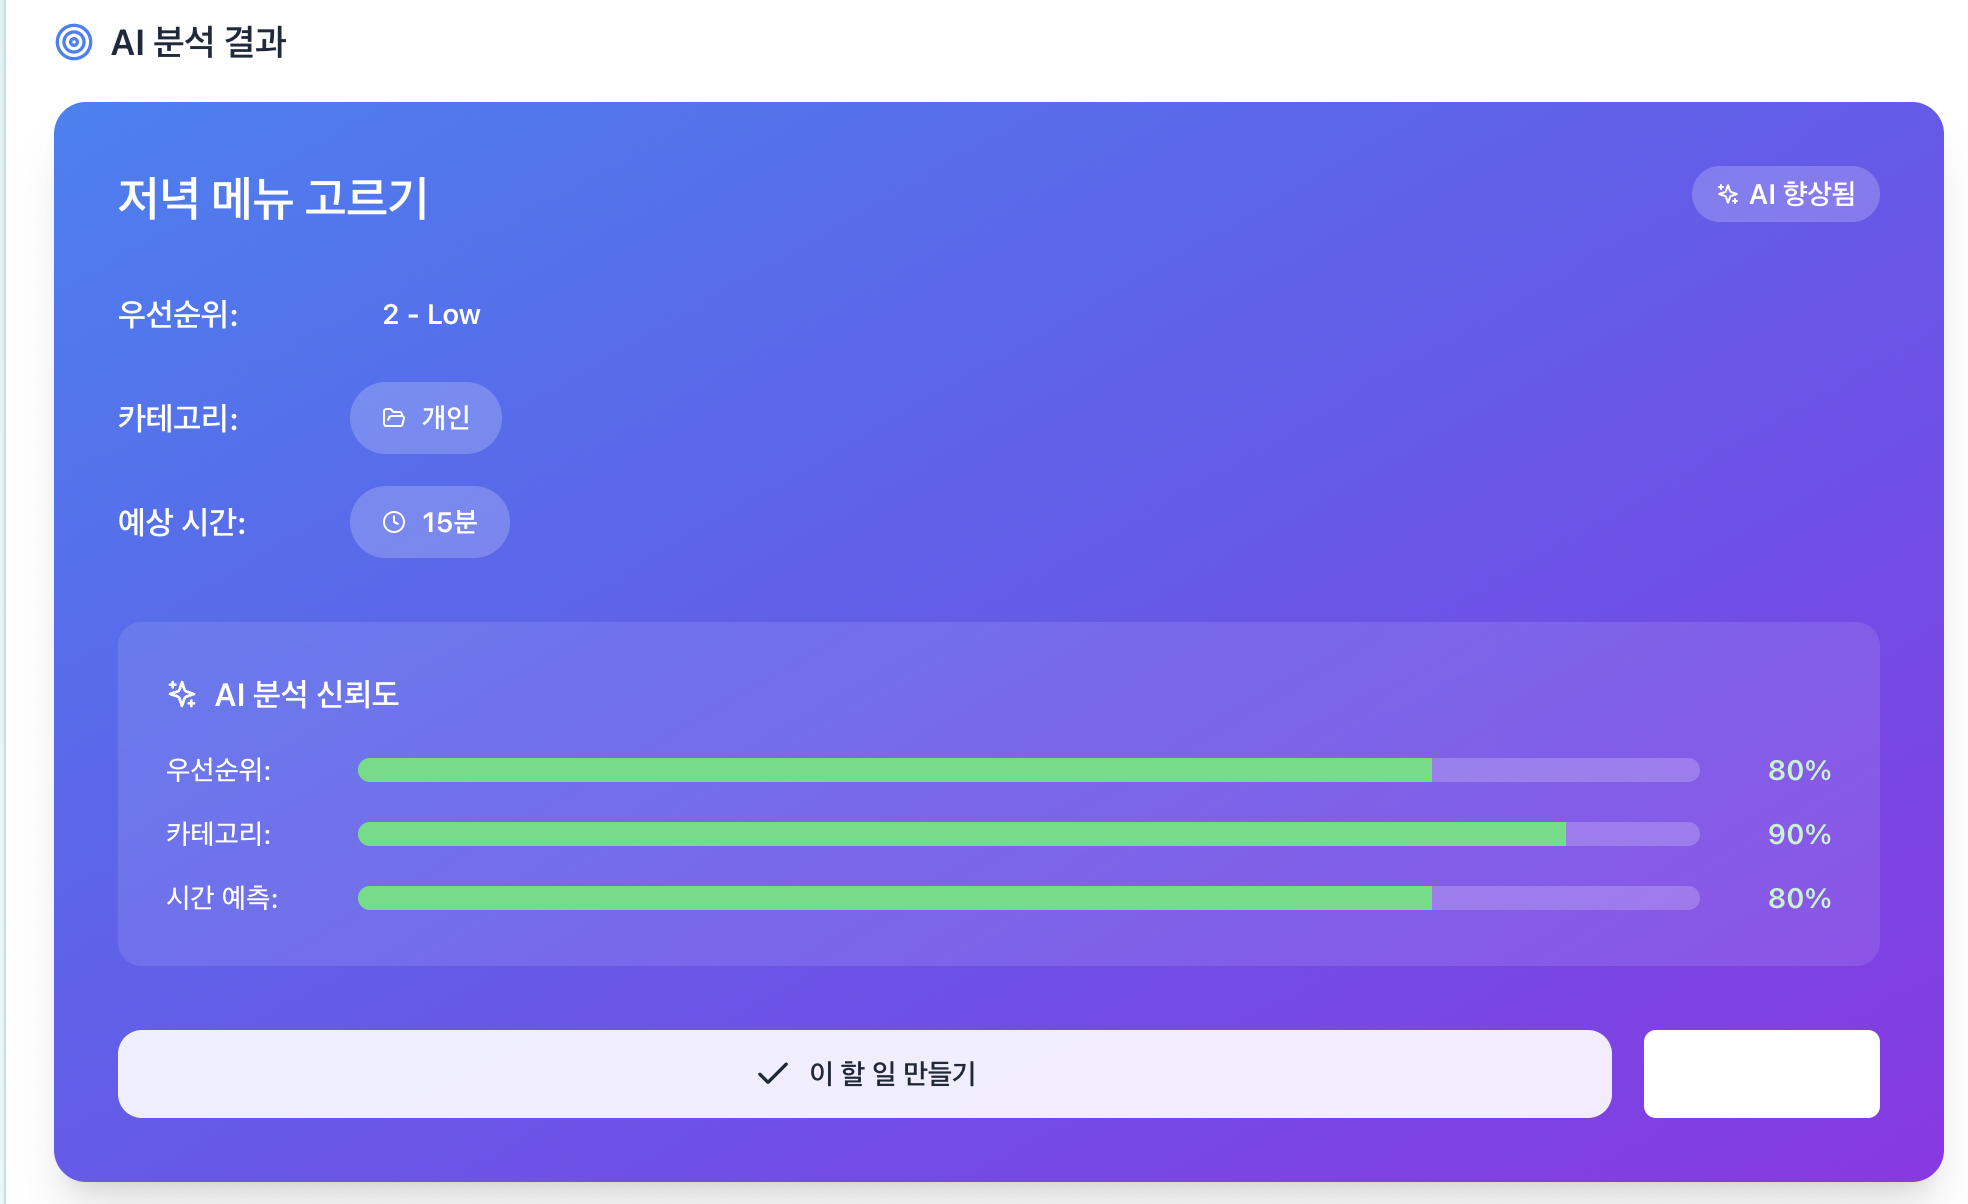 AI 분석 결과
저녁 메뉴 고르기
AI 향상됨
우선순위: 2 - Low
카테고리: 개인
예상 시간: 15분
AI 분석 신뢰도
우선순위: 80%
카테고리: 90%
시간 예측: 80%
이 할 일 만들기